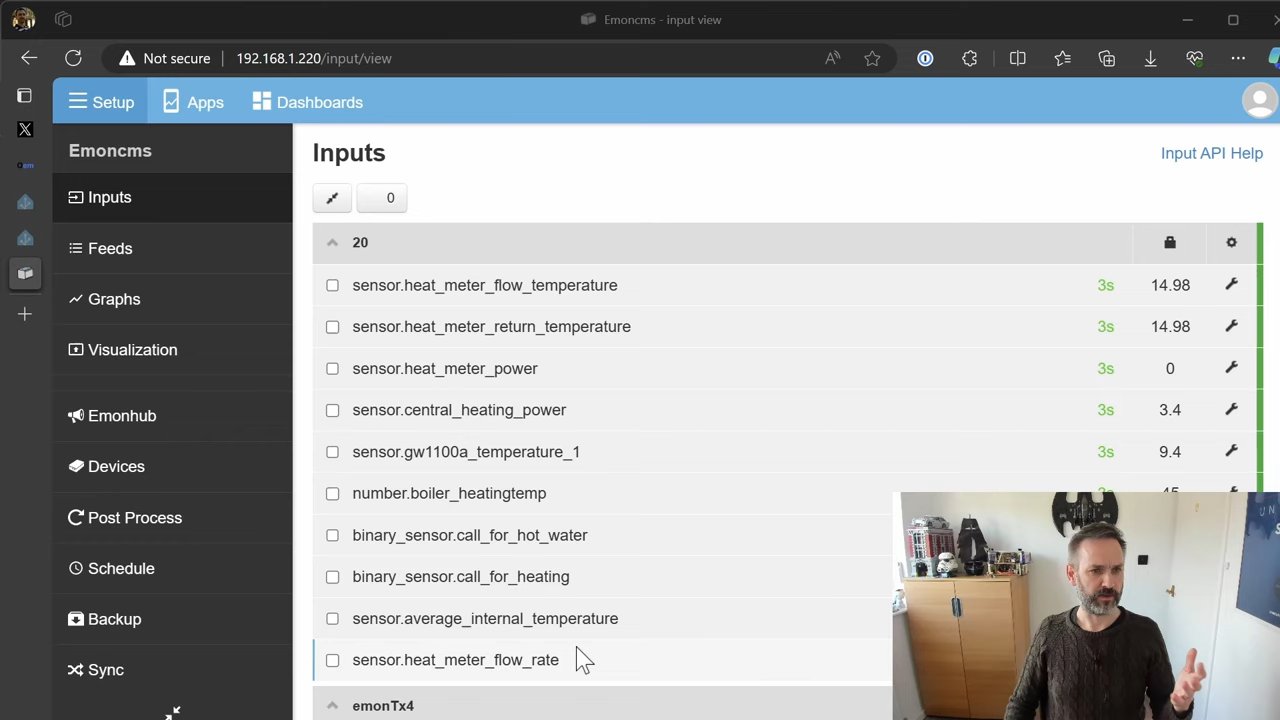 Emoncms - input view
Not secure 192.168.1.220/input/view
Setup Apps Dashboards
Emoncms
Inputs
Feeds
Graphs
Visualization
Emonhub
Devices
Post Process
Schedule
Backup
Sync
Inputs
Input API Help
0
20
sensor.heat_meter_flow_temperature 3s 14.98
sensor.heat_meter_return_temperature 3s 14.98
sensor.heat_meter_power 3s 0
sensor.central_heating_power 3s 3.4
sensor.gw1100a_temperature_1 3s 9.4
number.boiler_heatingtemp
binary_sensor.call_for_hot_water
binary_sensor.call_for_heating
sensor.average_internal_temperature
sensor.heat_meter_flow_rate
emonTx4